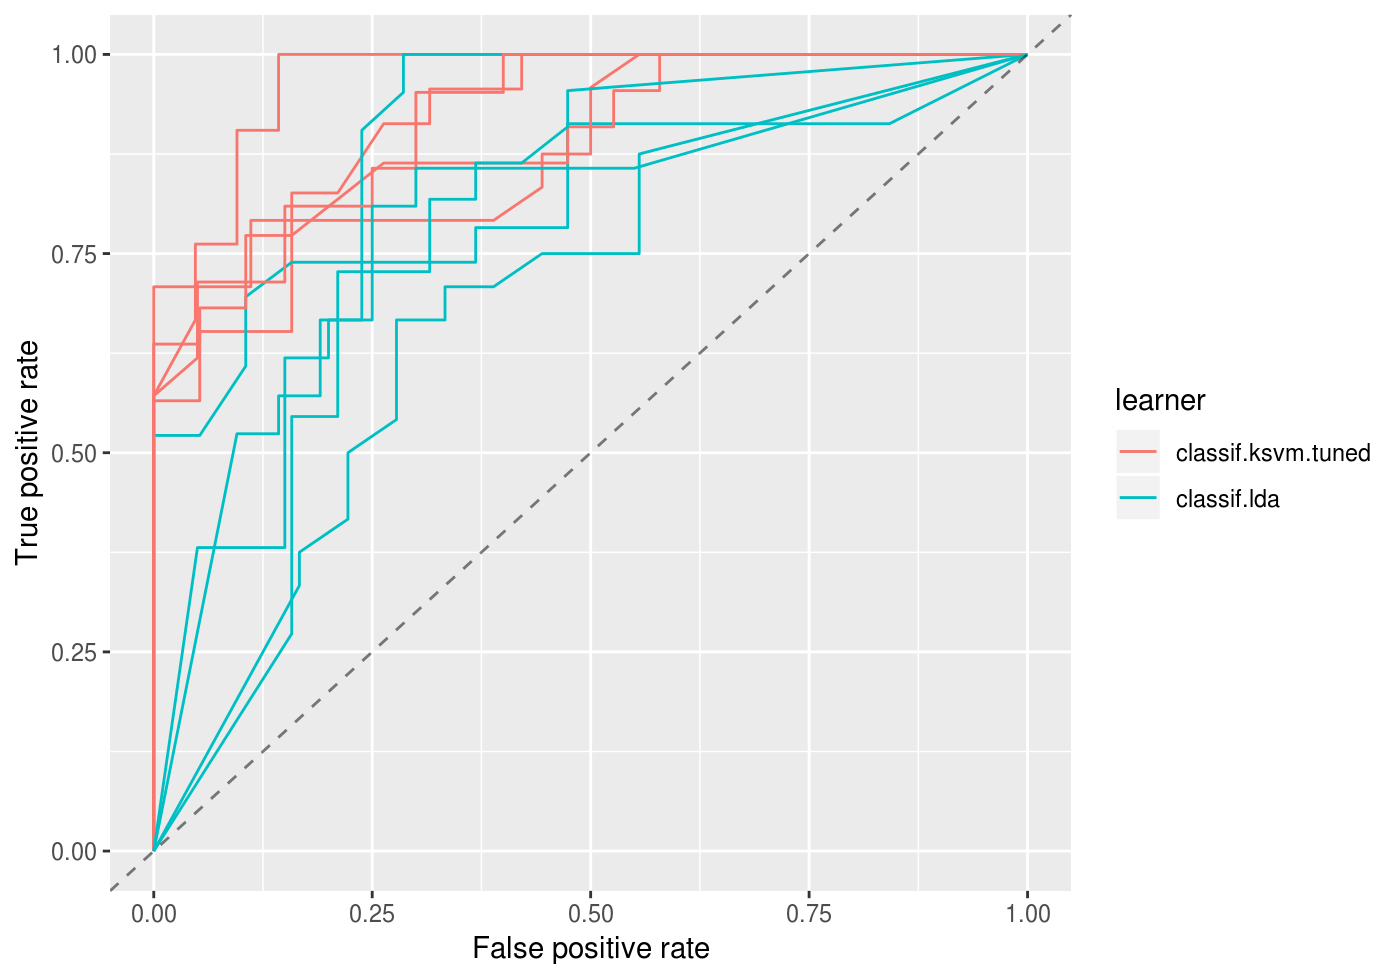 1.00
0.75
0.50
0.25
0.00
True positive rate
0.00 0.25 0.50 0.75 1.00
False positive rate
learner
classif.ksvm.tuned
classif.lda